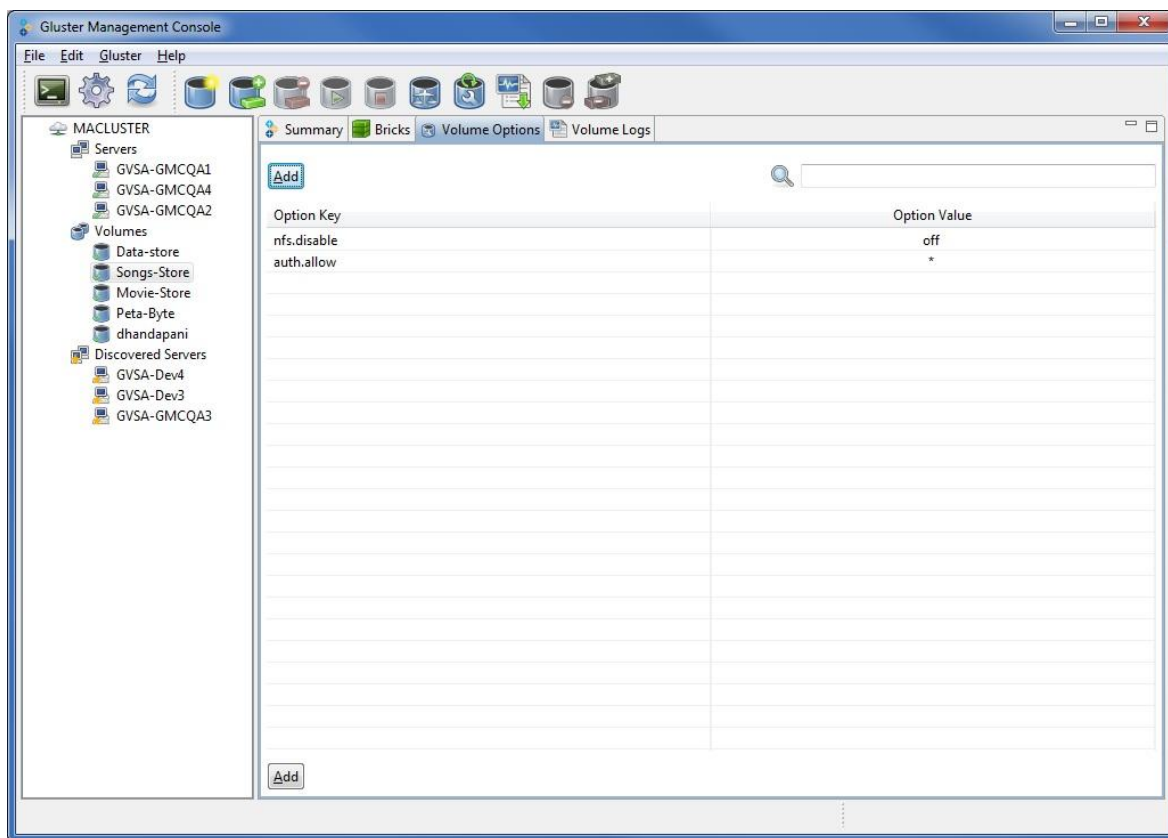 Gluster Management Console
File Edit Gluster Help
MACLUSTER
Servers
GVSA-GMCQA1
GVSA-GMCQA4
GVSA-GMCQA2
Volumes
Data-store
Songs-Store
Movie-Store
Peta-Byte
dhandapani
Discovered Servers
GVSA-Dev4
GVSA-Dev3
GVSA-GMCQA3
Summary Bricks Volume Options Volume Logs
Add
Option Key Option Value
nfs.disable off
auth.allow *
Add